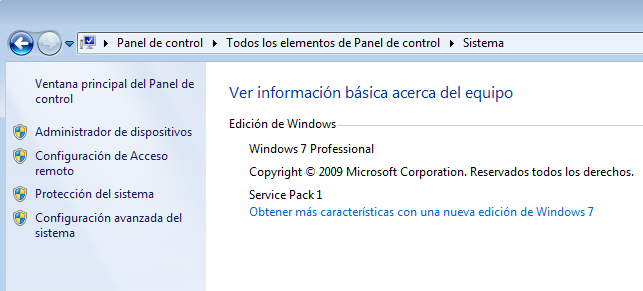 Panel de control Todos los elementos de Panel de control Sistema
Ventana principal del Panel de
control
Administrador de dispositivos
Configuración de Acceso
remoto
Protección del sistema
Configuración avanzada del
sistema
Ver información básica acerca del equipo
Edición de Windows
Windows 7 Professional
Copyright © 2009 Microsoft Corporation. Reservados todos los derechos.
Service Pack 1
Obtener más características con una nueva edición de Windows 7